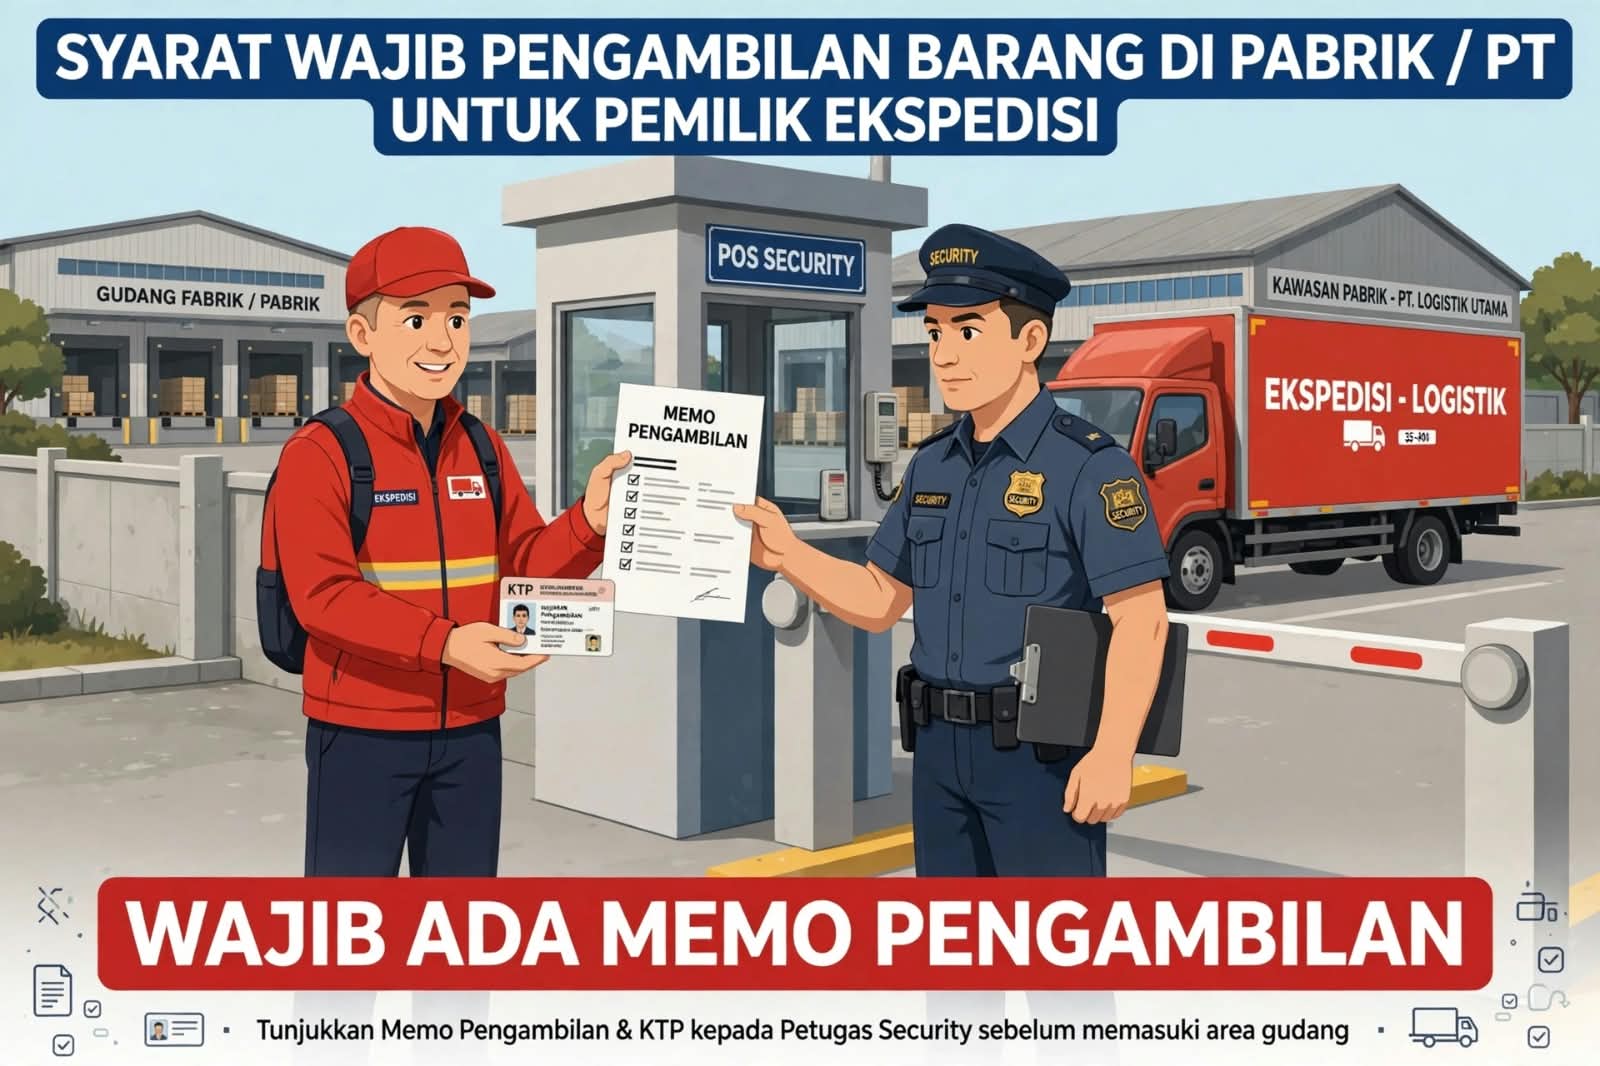 SYARAT WAJIB PENGAMBILAN BARANG DI PABRIK / PT
UNTUK PEMILIK EKSPEDISI
POS SECURITY
SECURITY
GUDANG FABRIK / PABRIK
KAWASAN PABRIK - PT. LOGISTIK UTAMA
EKSPEDISI - LOGISTIK
MEMO
PENGAMBILAN
EKSPEDISI
SECURITY
SECURITY
SECURITY
KTP
WAJIB ADA MEMO PENGAMBILAN
Tunjukkan Memo Pengambilan & KTP kepada Petugas Security sebelum memasuki area gudang